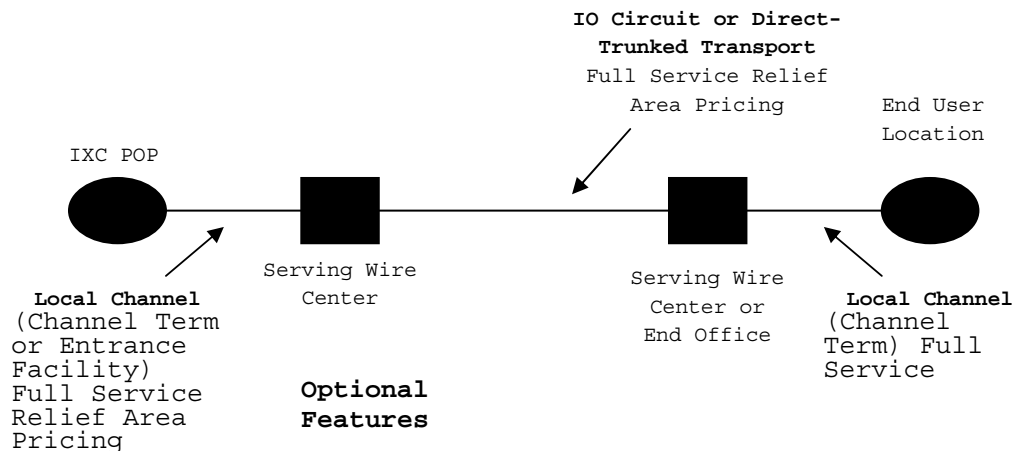 IO Circuit or Direct-
Trunked Transport
Full Service Relief
Area Pricing
End User
Location
IXC POP
Serving Wire
Center
Serving Wire
Center or
End Office
Local Channel
(Channel Term
or Entrance
Facility)
Full Service
Relief Area
Pricing
Local Channel
(Channel
Term) Full
Service
Optional
Features